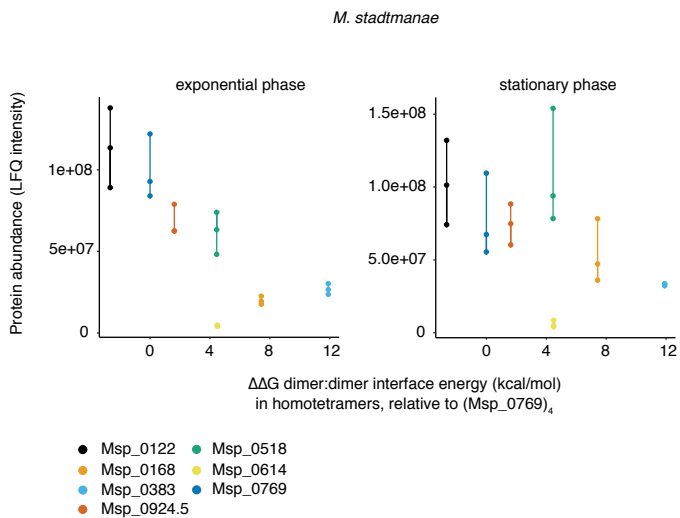 M. stadtmanae
exponential phase
stationary phase
Protein abundance (LFQ intensity)
1e+08
5e+07
0
0 4 8 12
1.5e+08
1.0e+08
5.0e+07
0
0 4 8 12
ΔΔG dimer:dimer interface energy (kcal/mol)
in homotetramers, relative to (Msp_0769)₄
Msp_0122 Msp_0518
Msp_0168 Msp_0614
Msp_0383 Msp_0769
Msp_0924.5